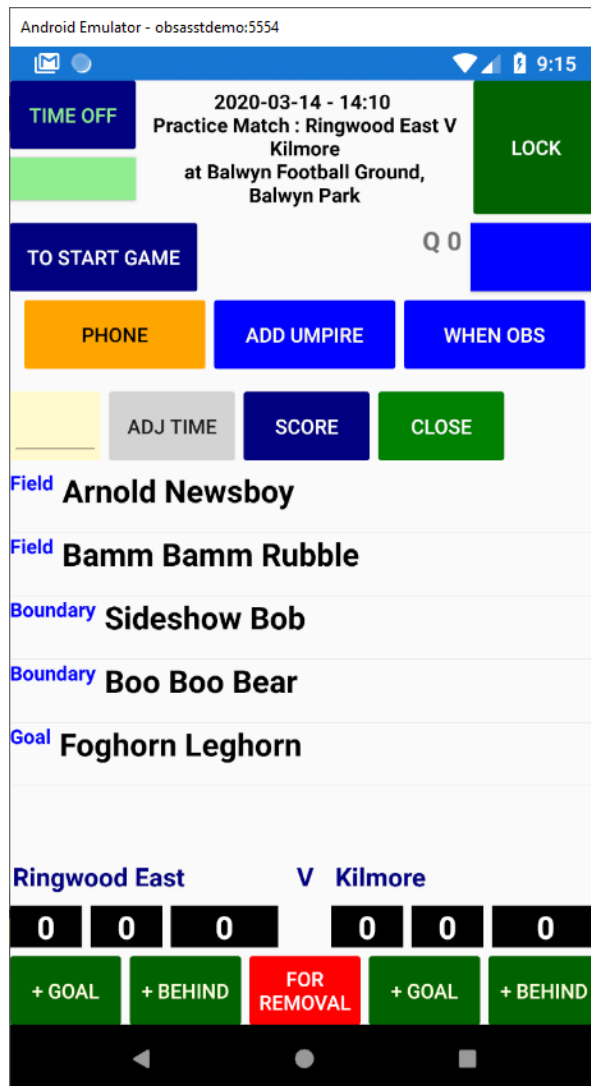 Android Emulator - obsasstdemo:5554
9:15
TIME OFF
2020-03-14 - 14:10
Practice Match : Ringwood East V
Kilmore
at Balwyn Football Ground,
Balwyn Park
LOCK
TO START GAME
Q 0
PHONE
ADD UMPIRE
WHEN OBS
ADJ TIME
SCORE
CLOSE
Field Arnold Newsboy
Field Bamm Bamm Rubble
Boundary Sideshow Bob
Boundary Boo Boo Bear
Goal Foghorn Leghorn
Ringwood East V Kilmore
0 0 0 0 0 0
+ GOAL
+ BEHIND
FOR
REMOVAL
+ GOAL
+ BEHIND